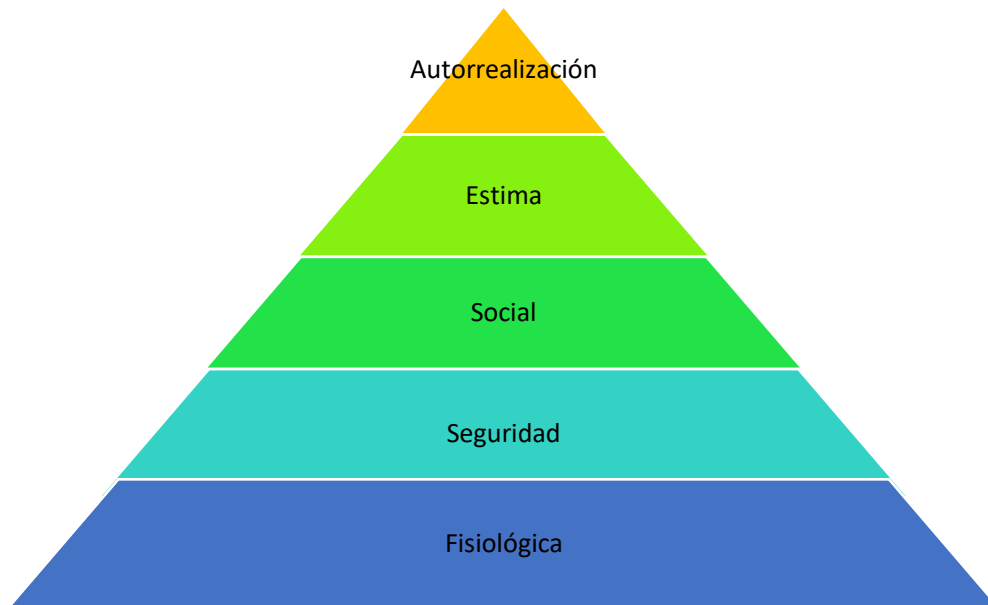 Autorrealización
Estima
Social
Seguridad
Fisiológica